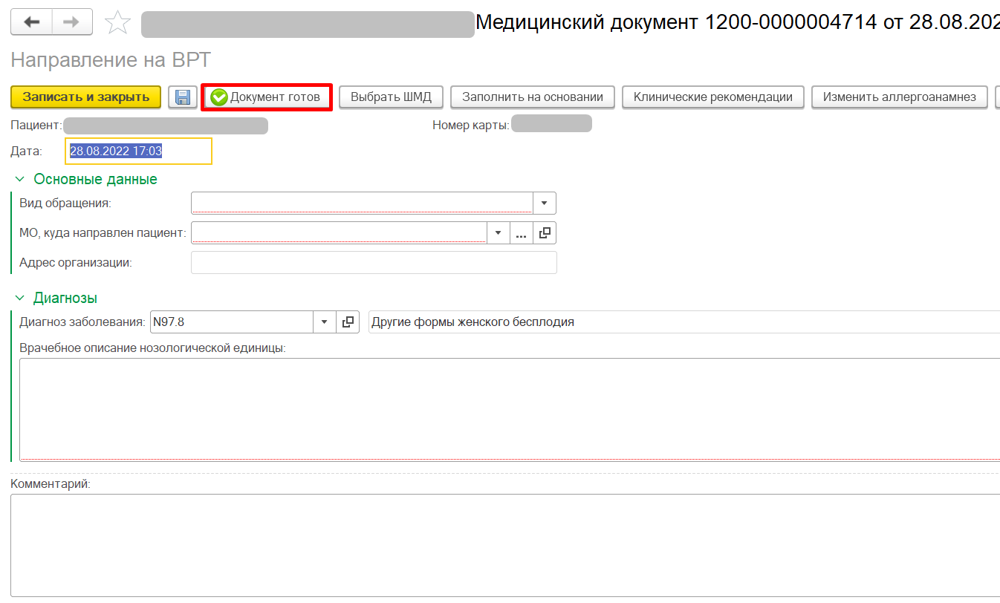 Медицинский документ 1200-0000004714 от 28.08.202
Направление на ВРТ
Записать и закрыть Документ готов Выбрать ШМД Заполнить на основании Клинические рекомендации Изменить аллергоанамнез
Пациент: Номер карты:
Дата: 28.08.2022 17:03
Основные данные
Вид обращения:
МО, куда направлен пациент: ...
Адрес организации:
Диагнозы
Диагноз заболевания: N97.8 Другие формы женского бесплодия
Врачебное описание нозологической единицы:
Комментарий: